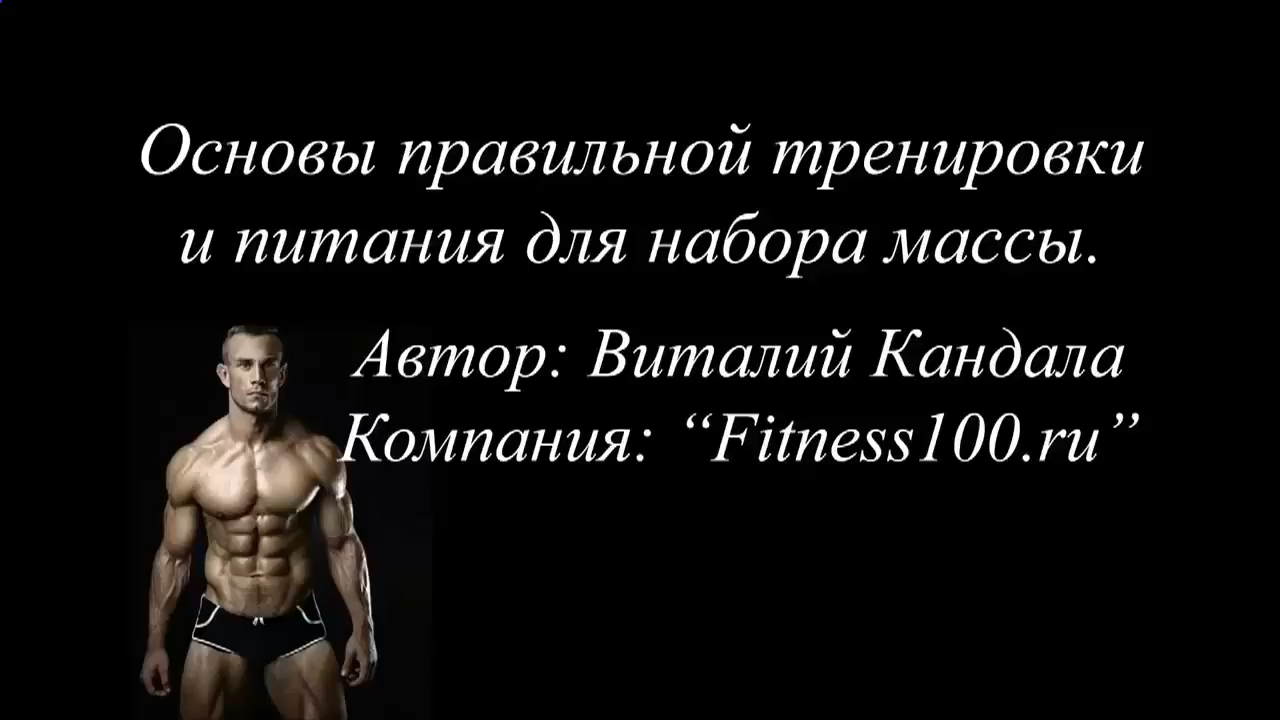 Основы правильной тренировки
и питания для набора массы.
Автор: Виталий Кандала
Компания: “Fitness100.ru”